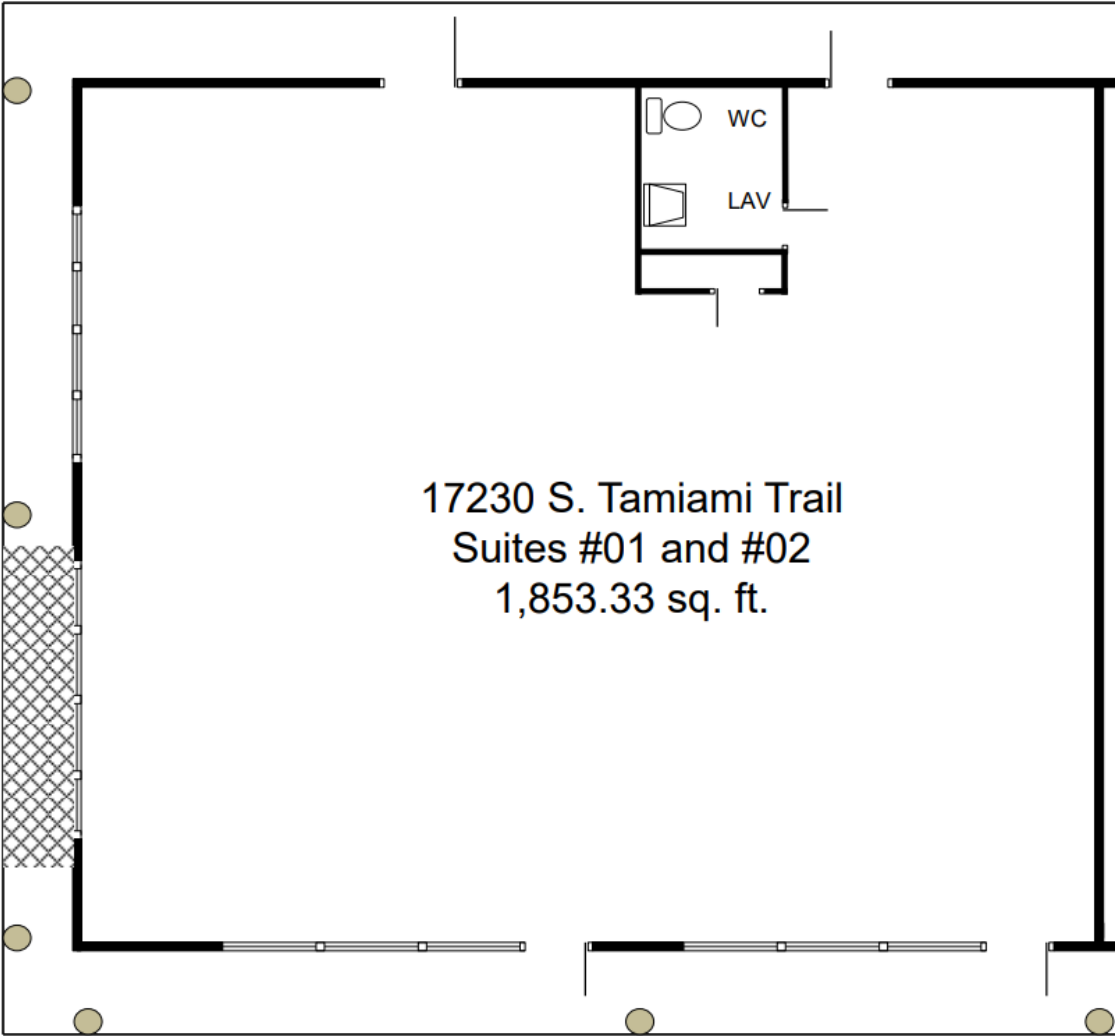 WC
LAV
17230 S. Tamiami Trail
Suites #01 and #02
1,853.33 sq. ft.